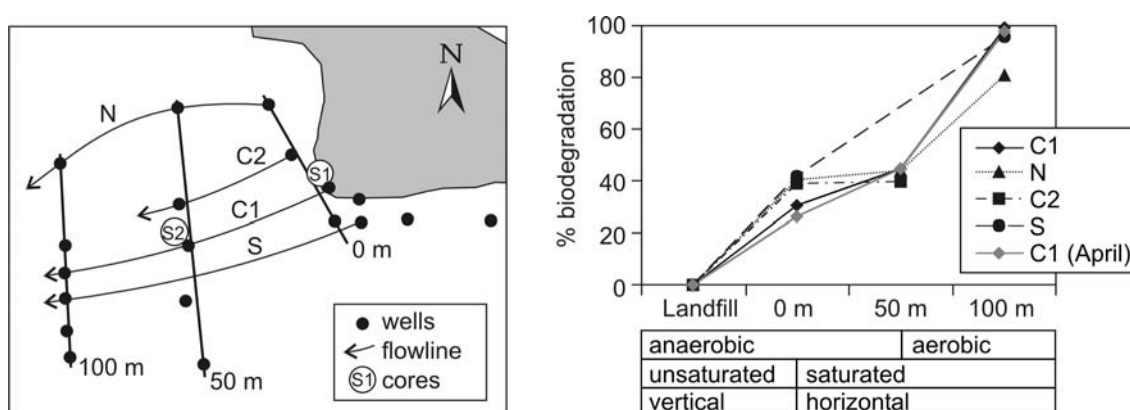 N
N
C2
S1
C1
S2
S
0 m
50 m
100 m
wells
flowline
S1 cores
% biodegradation
100
80
60
40
20
0
C1
N
C2
S
C1 (April)
Landfill 0 m 50 m 100 m
anaerobic aerobic
unsaturated saturated
vertical horizontal